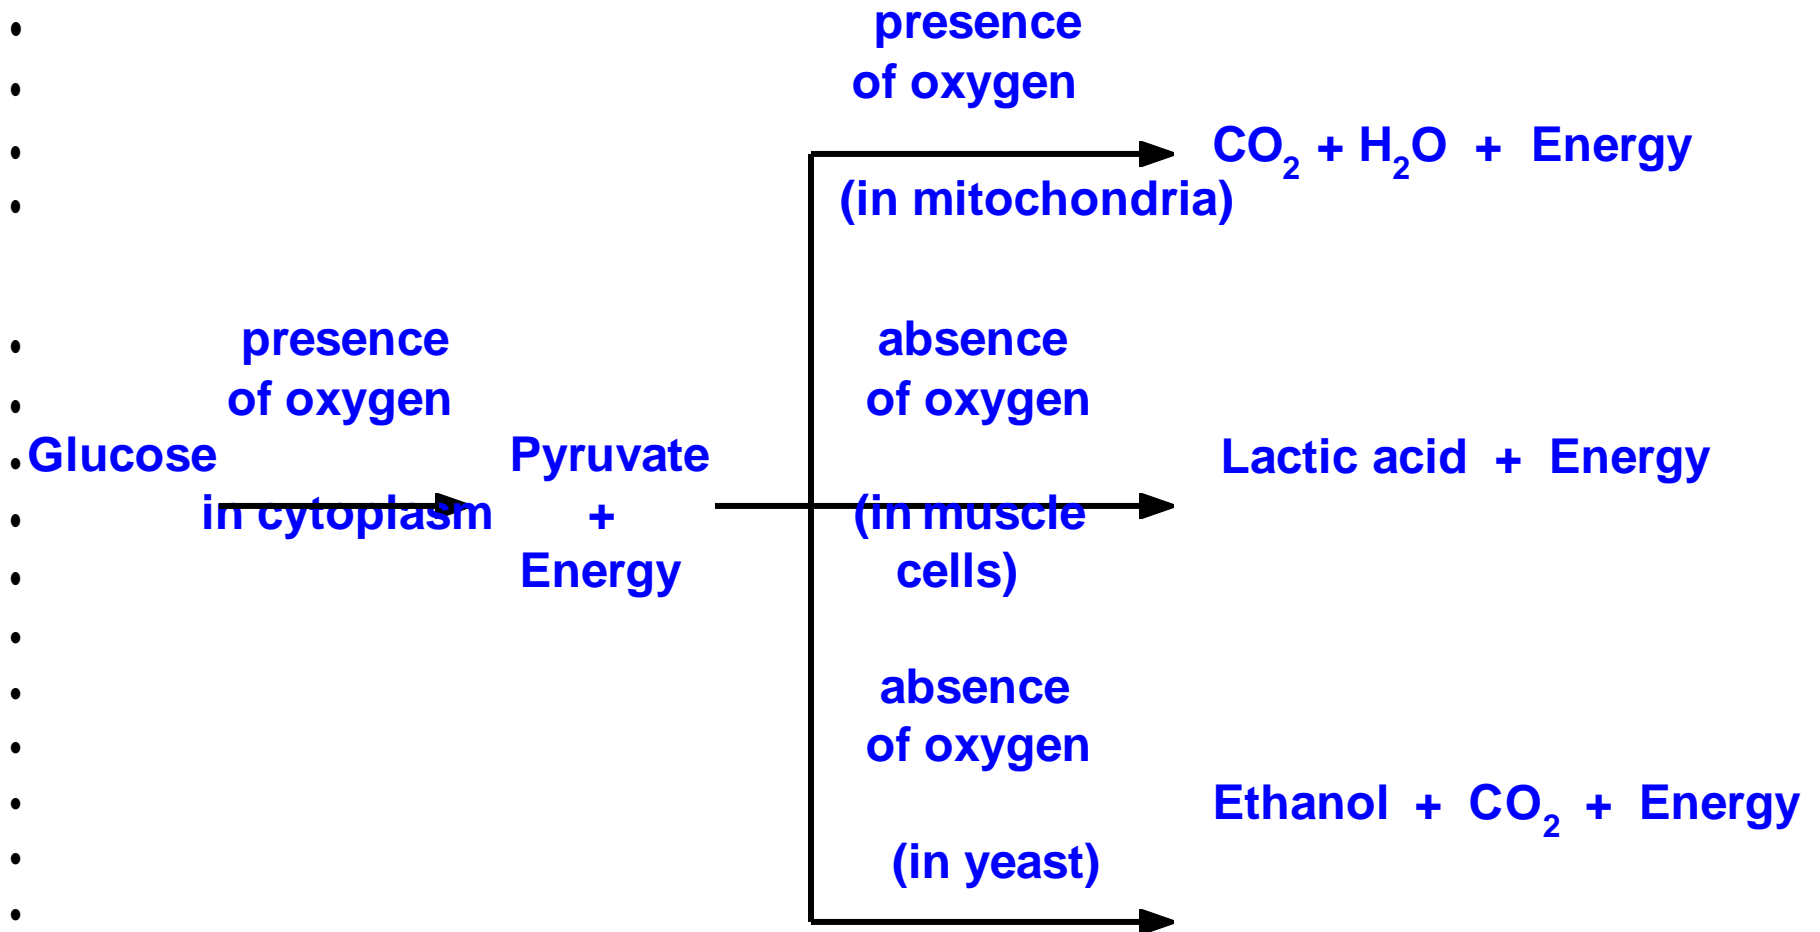 presence
of oxygen
CO₂ + H₂O + Energy
(in mitochondria)
presence
of oxygen
absence
of oxygen
Glucose
Pyruvate
Lactic acid + Energy
in cytoplasm
+
Energy
(in muscle
cells)
absence
of oxygen
Ethanol + CO₂ + Energy
(in yeast)